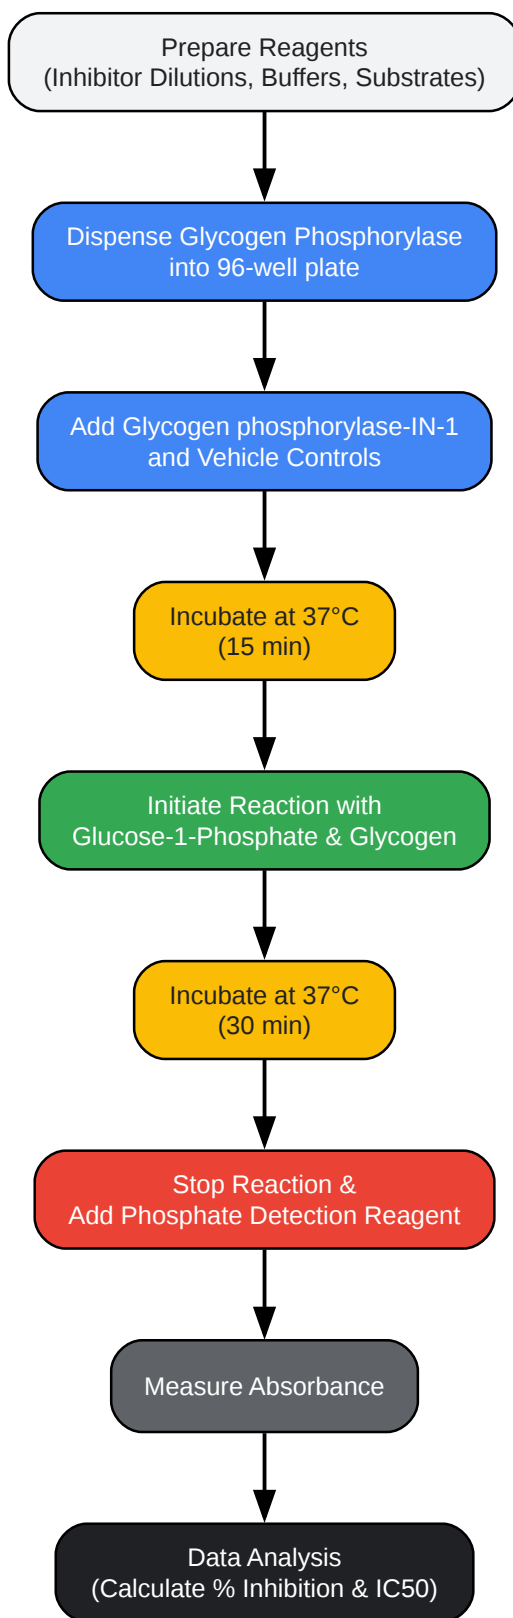 Prepare Reagents
(Inhibitor Dilutions, Buffers, Substrates)
Dispense Glycogen Phosphorylase
into 96-well plate
Add Glycogen phosphorylase-IN-1
and Vehicle Controls
Incubate at 37°C
(15 min)
Initiate Reaction with
Glucose-1-Phosphate & Glycogen
Incubate at 37°C
(30 min)
Stop Reaction &
Add Phosphate Detection Reagent
Measure Absorbance
Data Analysis
(Calculate % Inhibition & IC50)